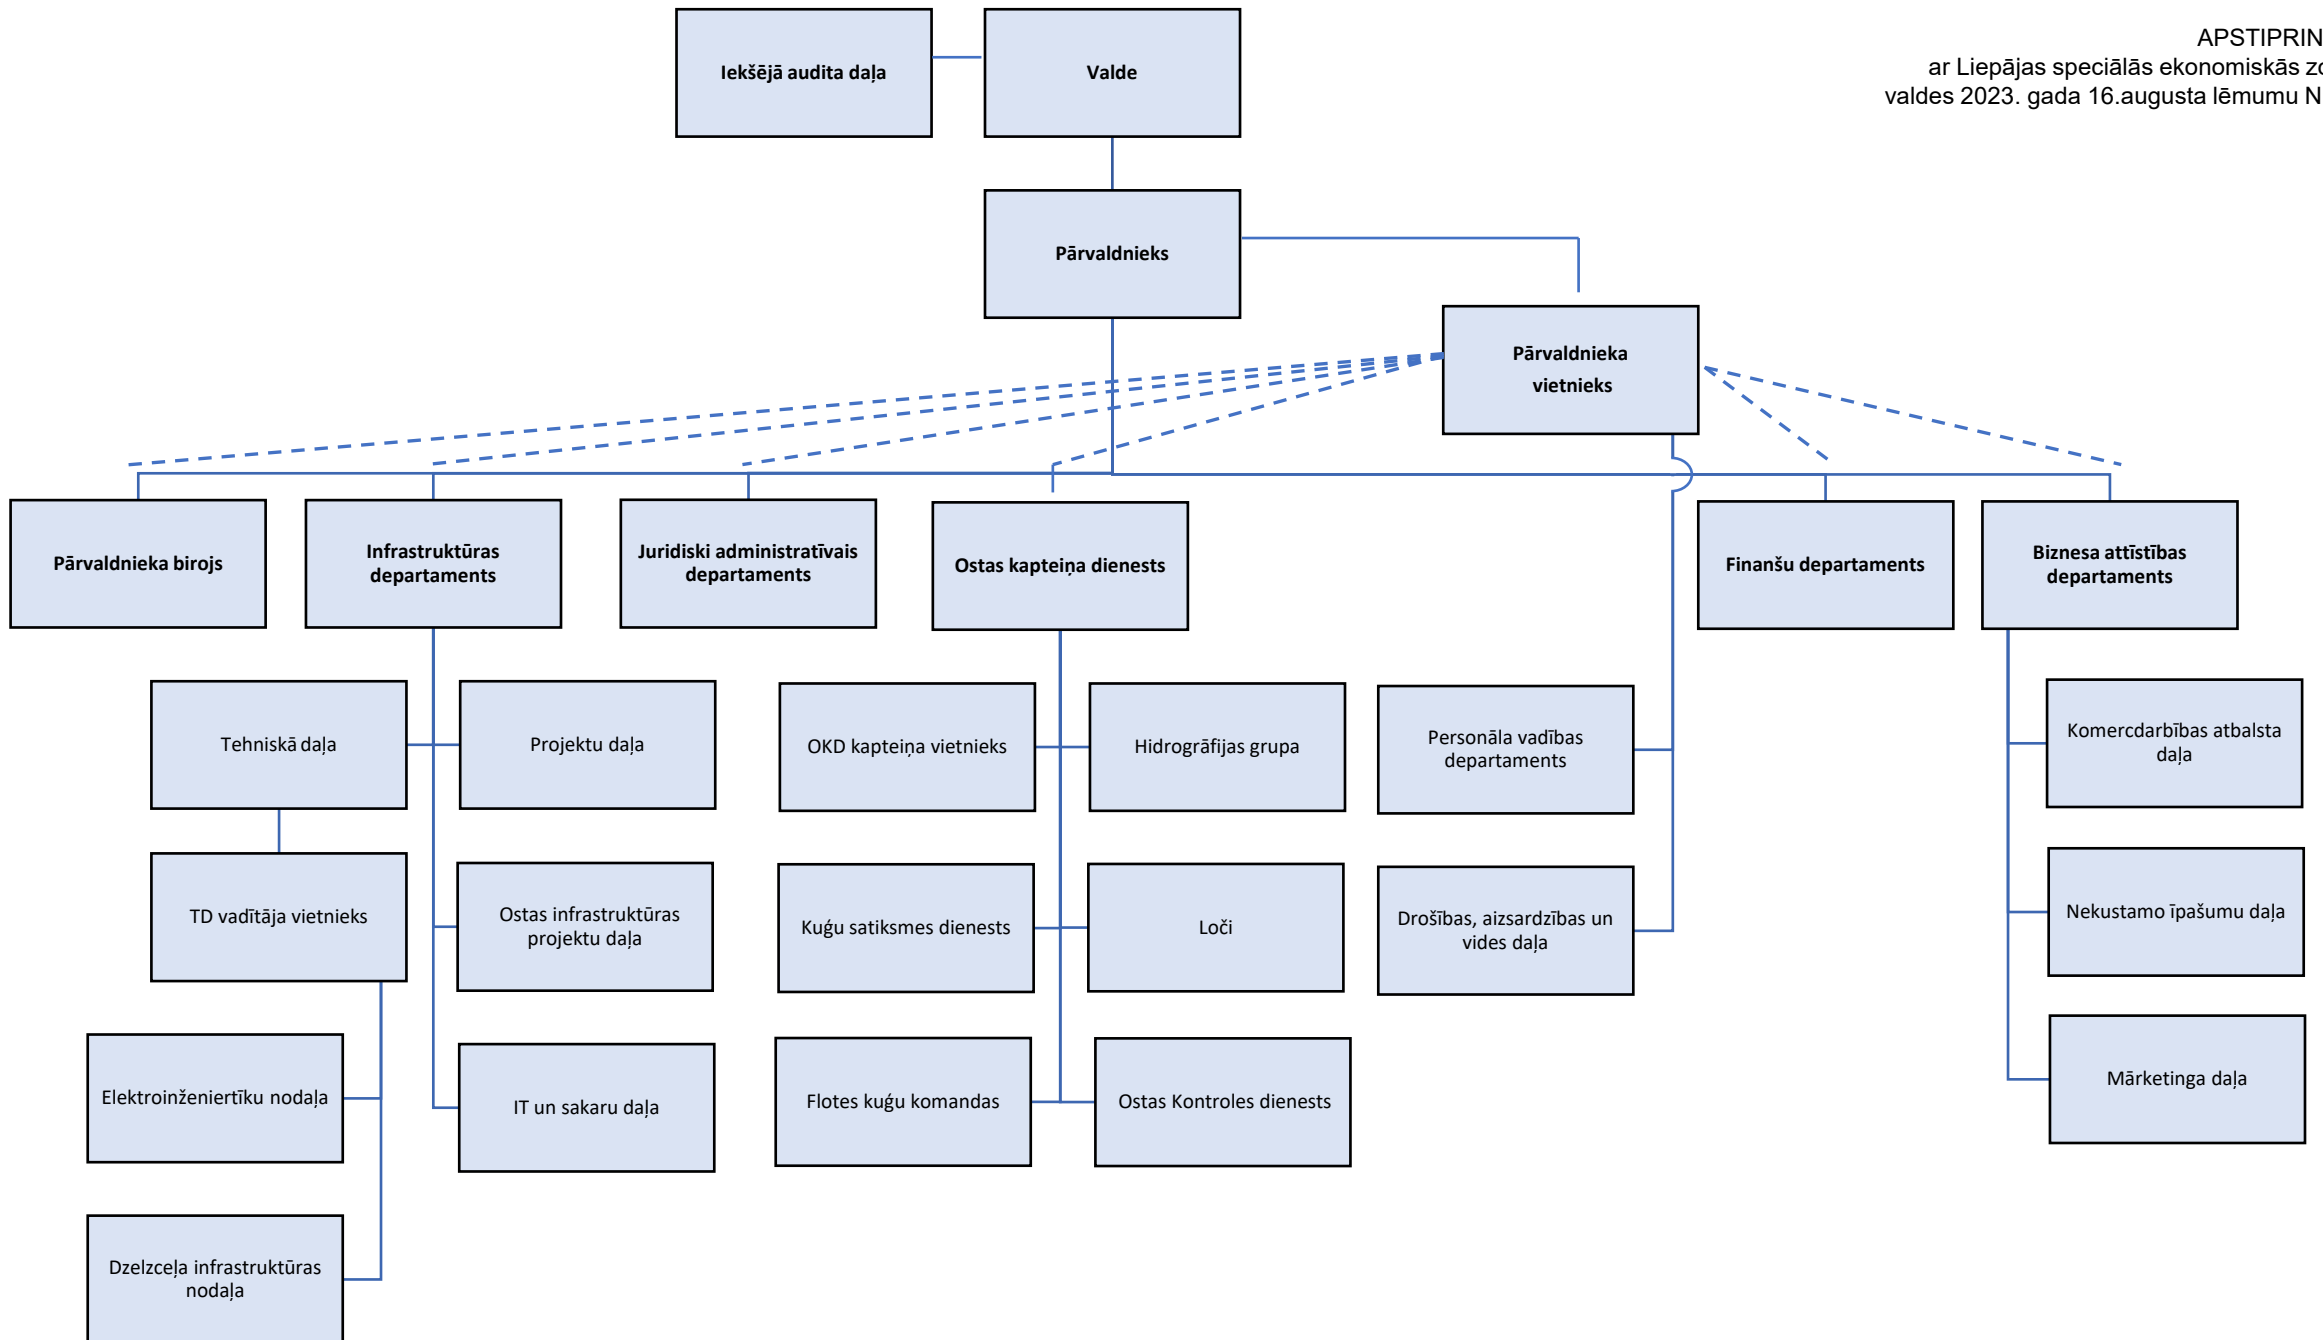 APSTIPRIN
ar Liepājas speciālās ekonomiskās zo
valdes 2023. gada 16.augusta lēmumu N
Iekšējā audita daļa
Valde
Pārvaldnieks
Pārvaldnieka
vietnieks
Pārvaldnieka birojs
Infrastruktūras
departaments
Juridiski administratīvais
departaments
Ostas kapteiņa dienests
Finanšu departaments
Biznesa attīstības
departaments
Tehniskā daļa
Projektu daļa
OKD kapteiņa vietnieks
Hidrogrāfijas grupa
Personāla vadības
departaments
Komercdarbības atbalsta
daļa
TD vadītāja vietnieks
Ostas infrastruktūras
projektu daļa
Kuģu satiksmes dienests
Loči
Drošības, aizsardzības un
vides daļa
Nekustamo īpašumu daļa
Elektroinženiertīku nodaļa
IT un sakaru daļa
Flotes kuģu komandas
Ostas Kontroles dienests
Mārketinga daļa
Dzelzceļa infrastruktūras
nodaļa